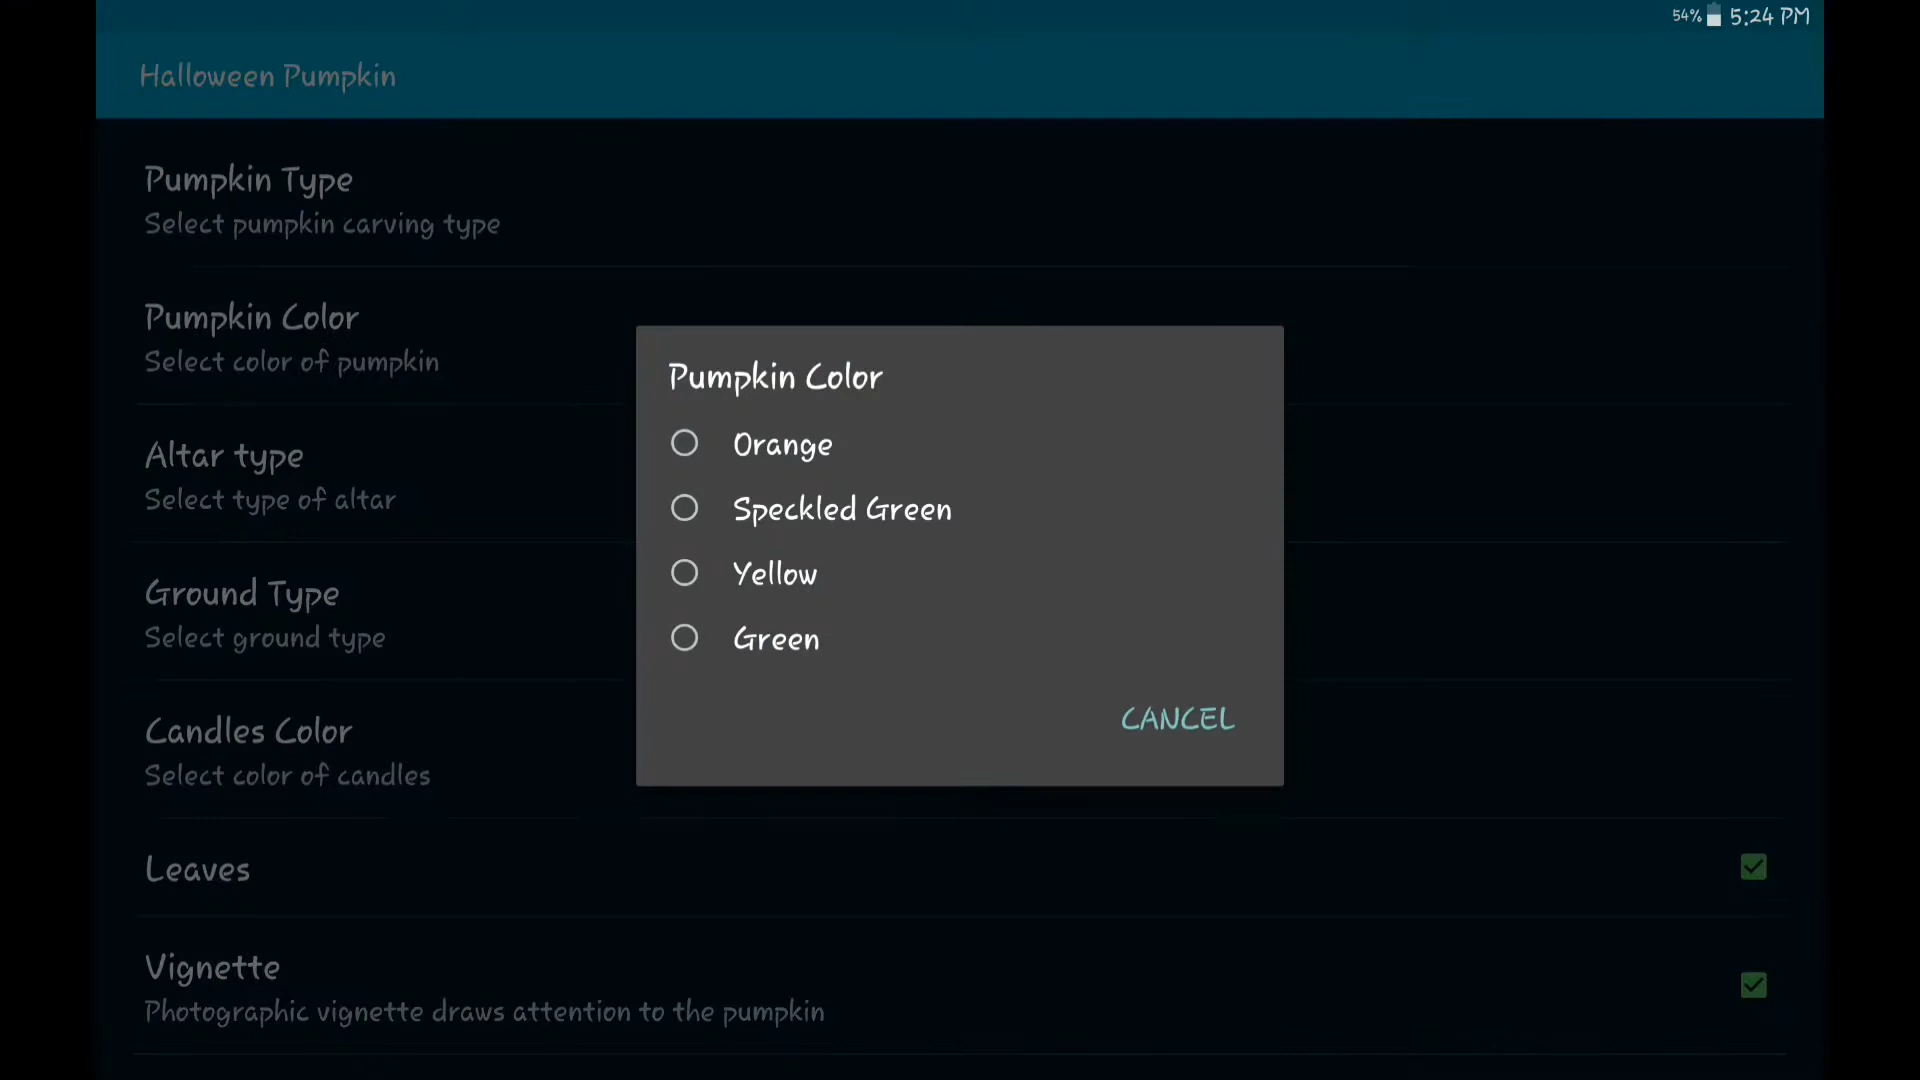 54% 5:24 PM
Halloween Pumpkin
Pumpkin Type
Select pumpkin carving type
Pumpkin Color
Select color of pumpkin
Altar type
Select type of altar
Ground Type
Select ground type
Candles Color
Select color of candles
Leaves
Vignette
Photographic vignette draws attention to the pumpkin
Pumpkin Color
Orange
Speckled Green
Yellow
Green
CANCEL